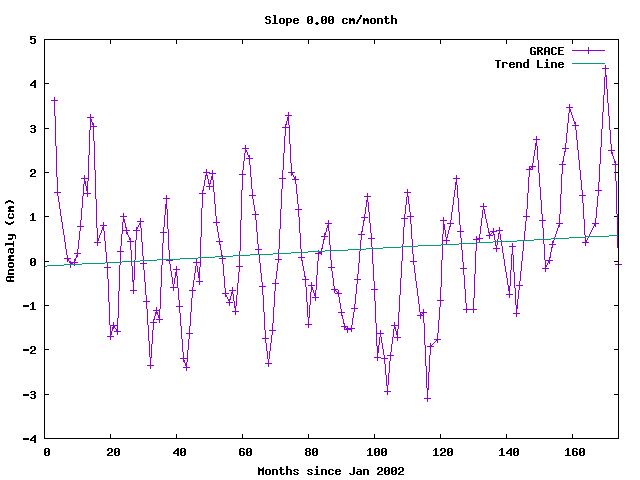 Slope 0.00 cm/month
5
4
3
2
1
0
-1
-2
-3
-4
Anomaly (cm)
GRACE
Trend Line
0 20 40 60 80 100 120 140 160
Months since Jan 2002